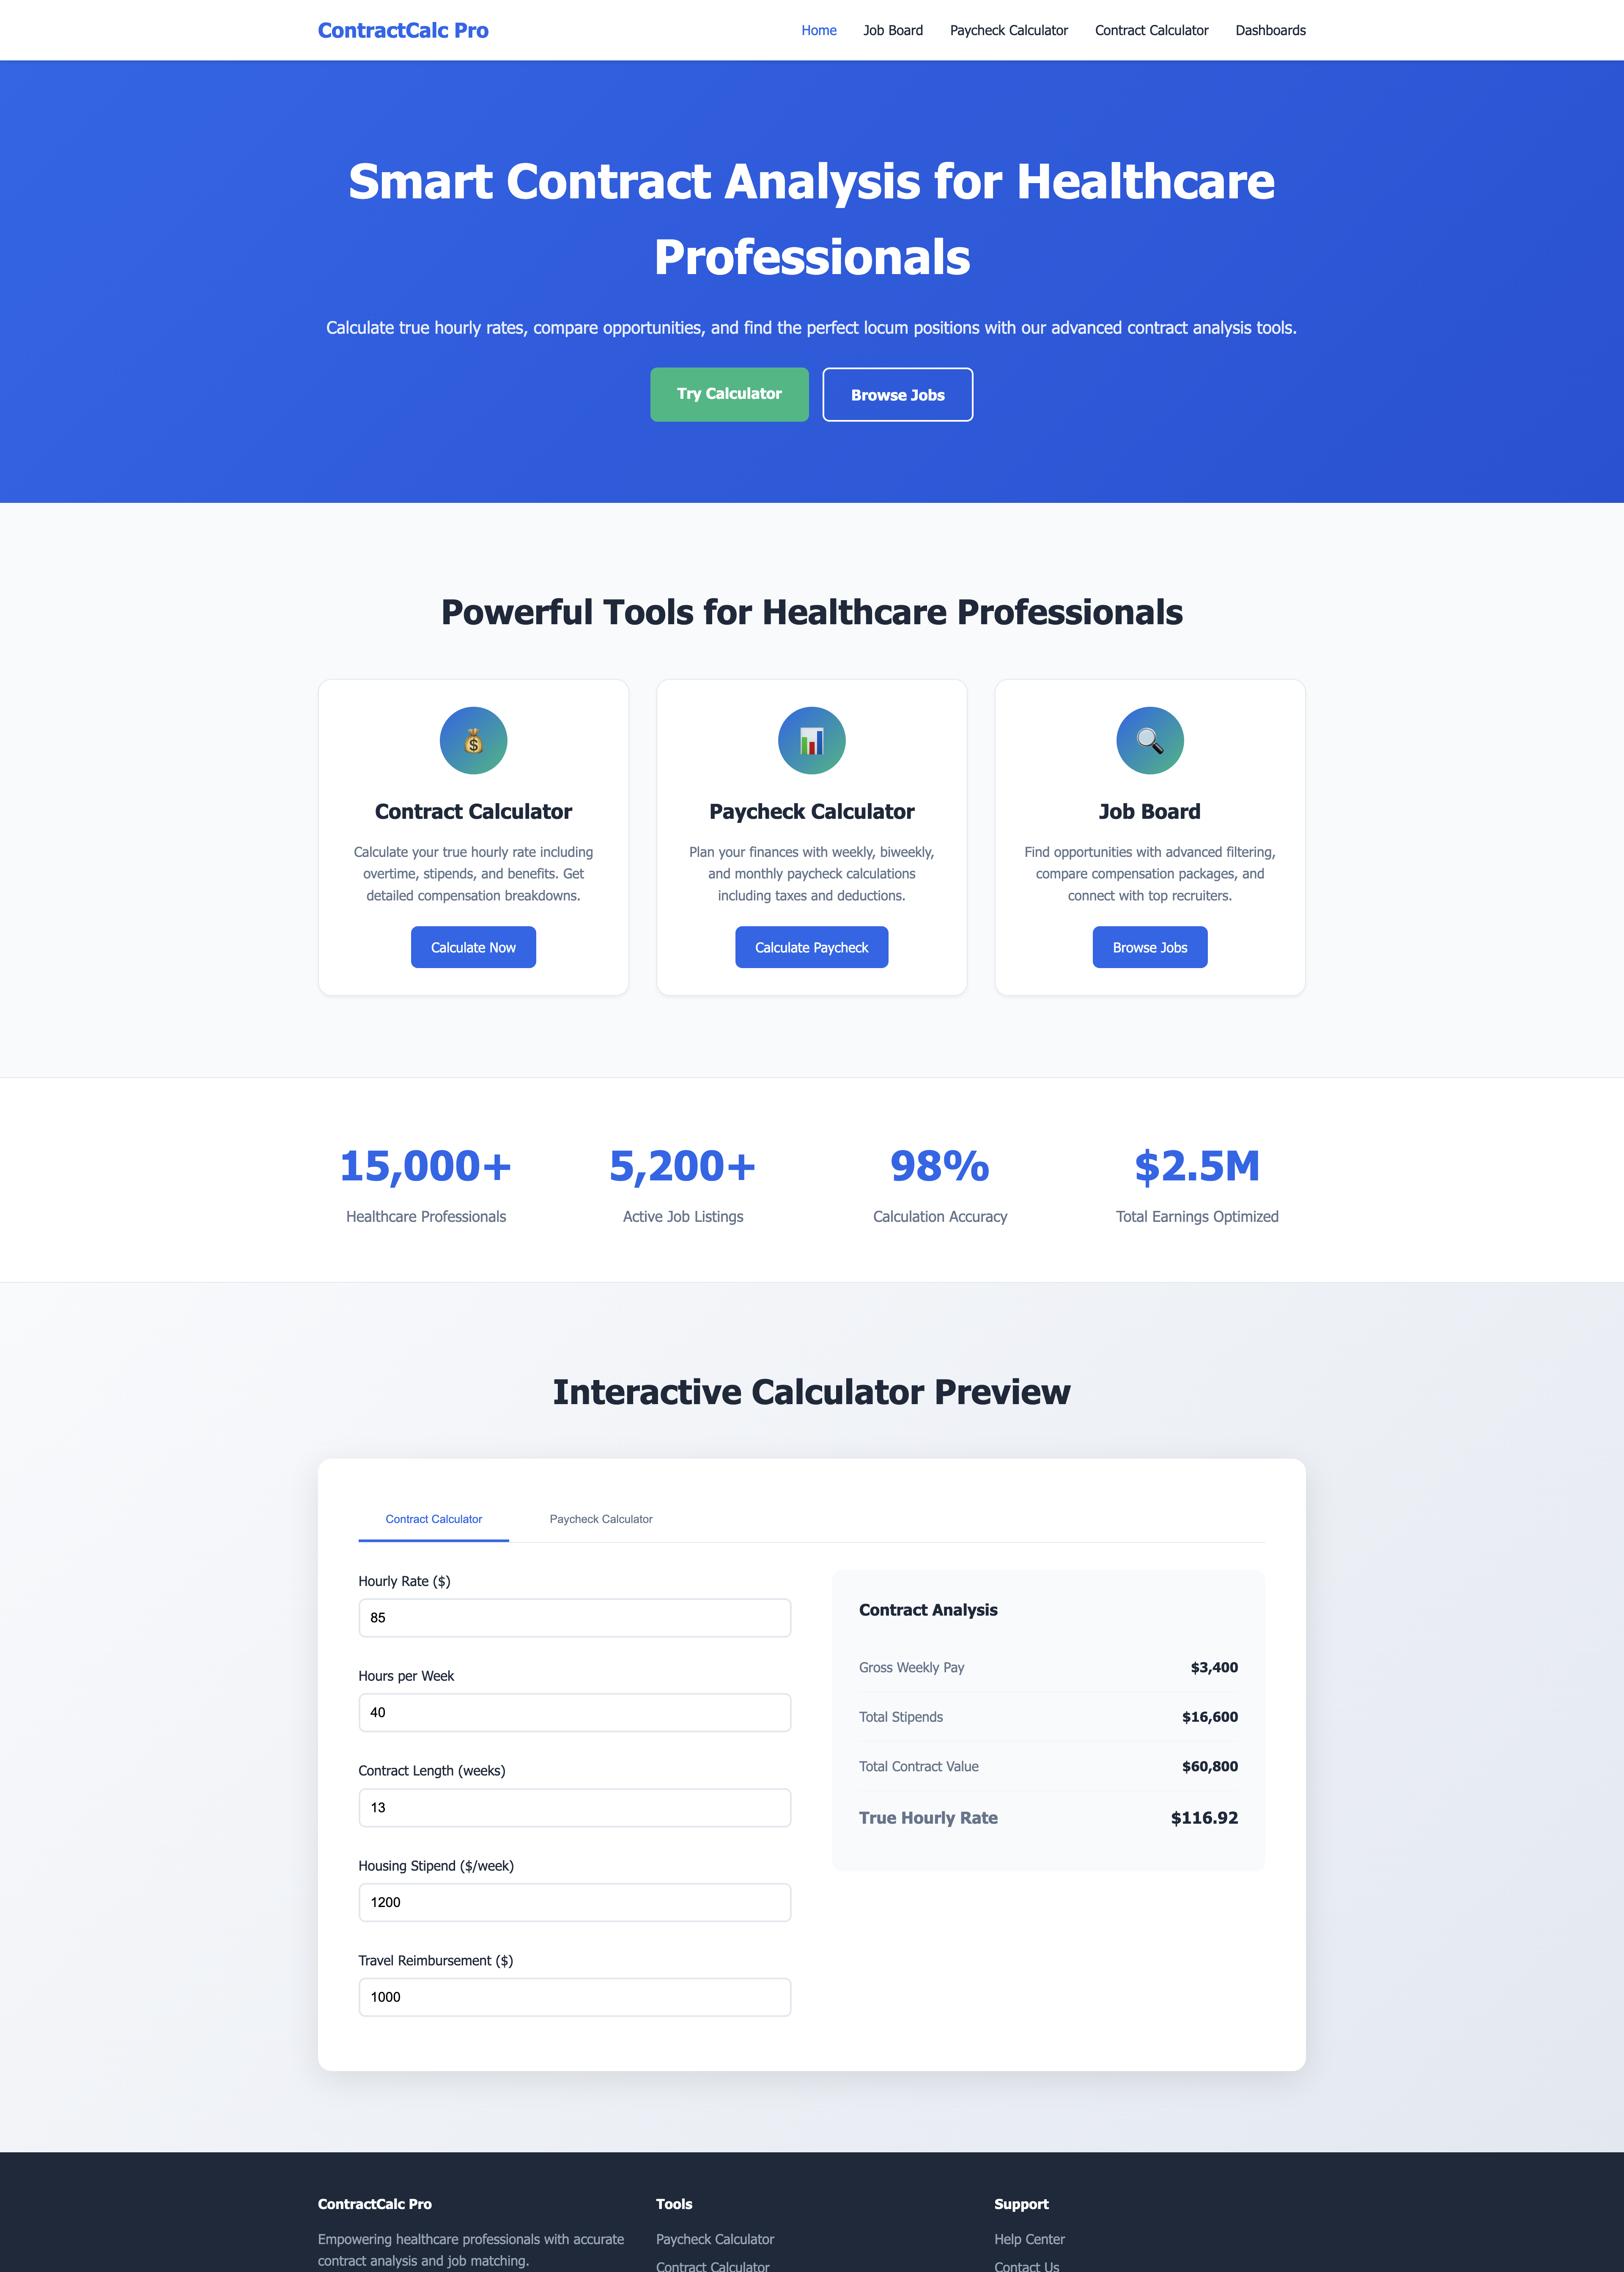 ContractCalc Pro
Home
Job Board
Paycheck Calculator
Contract Calculator
Dashboards
Smart Contract Analysis for Healthcare
Professionals
Calculate true hourly rates, compare opportunities, and find the perfect locum positions with our advanced contract analysis tools.
Try Calculator
Browse Jobs
Powerful Tools for Healthcare Professionals
Contract Calculator
Calculate your true hourly rate including
overtime, stipends, and benefits. Get
detailed compensation breakdowns.
Calculate Now
Paycheck Calculator
Plan your finances with weekly, biweekly,
and monthly paycheck calculations
including taxes and deductions.
Calculate Paycheck
Job Board
Find opportunities with advanced filtering,
compare compensation packages, and
connect with top recruiters.
Browse Jobs
15,000+
Healthcare Professionals
5,200+
Active Job Listings
98%
Calculation Accuracy
$2.5M
Total Earnings Optimized
Interactive Calculator Preview
Contract Calculator
Paycheck Calculator
Hourly Rate ($)
85
Hours per Week
40
Contract Length (weeks)
13
Housing Stipend ($/week)
1200
Travel Reimbursement ($)
1000
Contract Analysis
Gross Weekly Pay
$3,400
Total Stipends
$16,600
Total Contract Value
$60,800
True Hourly Rate
$116.92
ContractCalc Pro
Empowering healthcare professionals with accurate
contract analysis and job matching.
Tools
Paycheck Calculator
Contract Calculator
Support
Help Center
Contact Us